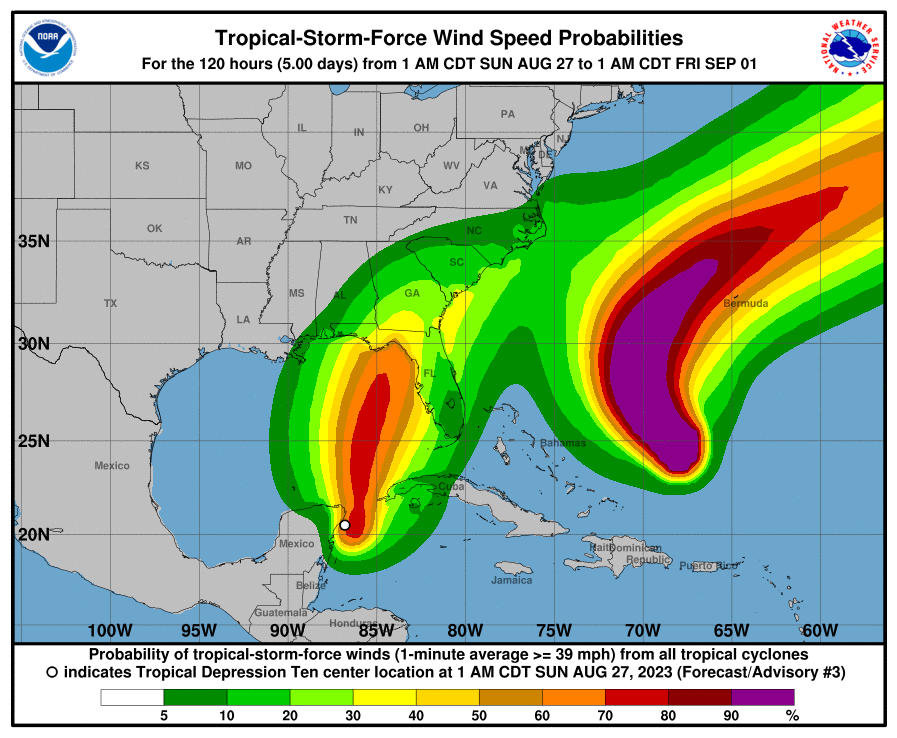 Tropical-Storm-Force Wind Speed Probabilities
For the 120 hours (5.00 days) from 1 AM CDT SUN AUG 27 to 1 AM CDT FRI SEP 01
NOAA
NATIONAL WEATHER SERVICE
PA
IL
IN
OH
NJ
MD
DE
KS
MO
WV
KY
VA
TN
OK
AR
NC
35N
SC
MS
AL
GA
TX
LA
Bermuda
30N
FL
25N
Bahamas
Mexico
Cuba
20N
Mexico
Haiti
Dominican
Republic
Puerto Rico
Jamaica
Belize
Guatemala
Honduras
100W
95W
90W
85W
80W
75W
70W
65W
60W
Probability of tropical-storm-force winds (1-minute average >= 39 mph) from all tropical cyclones
indicates Tropical Depression Ten center location at 1 AM CDT SUN AUG 27, 2023 (Forecast/Advisory #3)
5 10 20 30 40 50 60 70 80 90 %